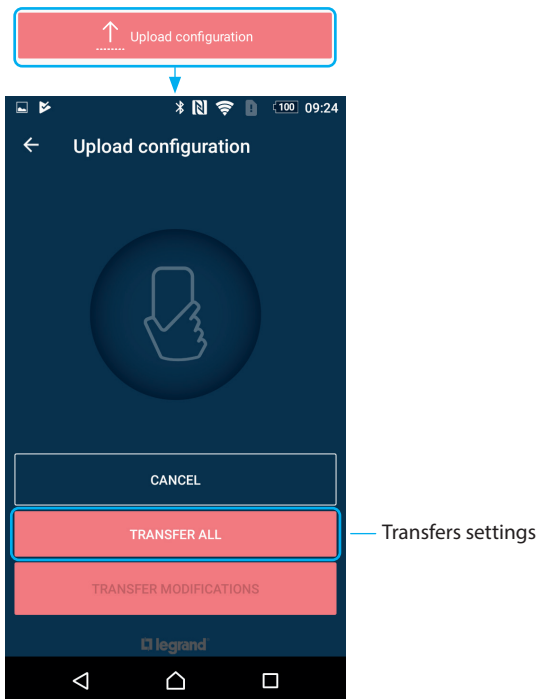 Upload configuration
100 09:24
Upload configuration
CANCEL
TRANSFER ALL
Transfers settings
TRANSFER MODIFICATIONS
legrand